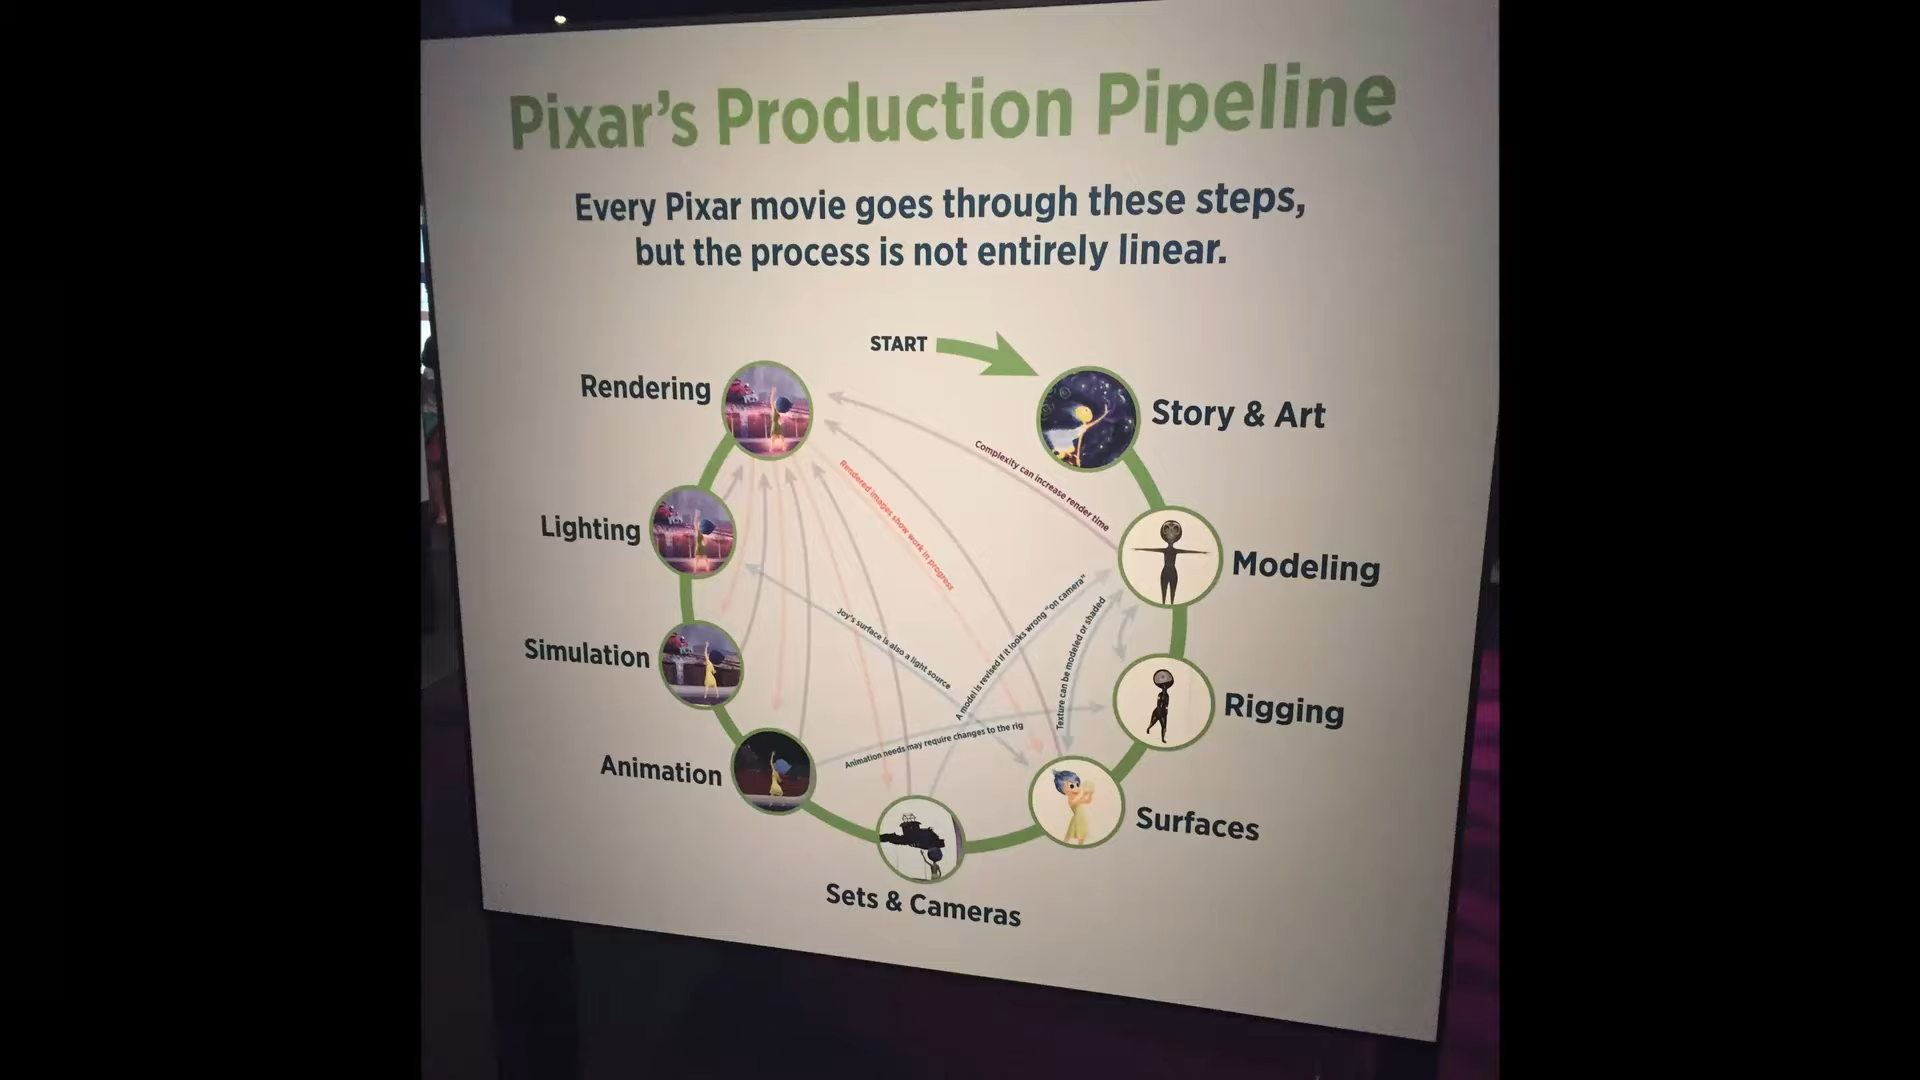 Pixar's Production Pipeline
Every Pixar movie goes through these steps,
but the process is not entirely linear.
START
Story & Art
Modeling
Rigging
Surfaces
Sets & Cameras
Animation
Simulation
Lighting
Rendering
Complexity can increase render time
Rendered images show work in progress
Joy's surface is also a light source
A model is revised if it looks wrong "on camera"
Texture can be modeled or shaded
Animation needs may require changes to the rig